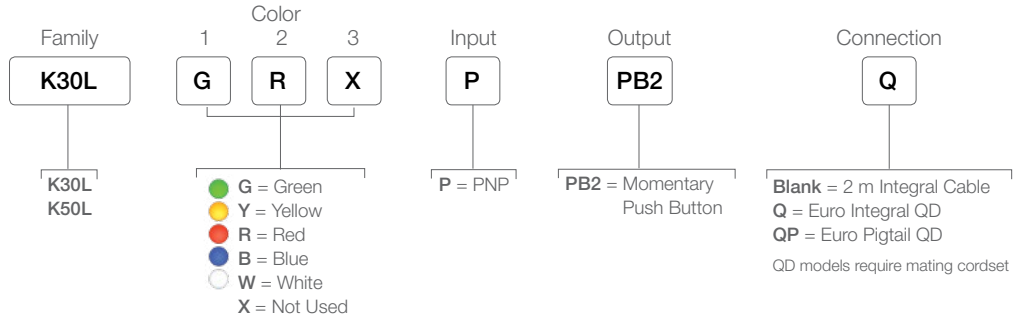 Color
Family 1 2 3 Input Output Connection
K30L G R X P PB2 Q
K30L
K50L
G = Green
Y = Yellow
R = Red
B = Blue
W = White
X = Not Used
P = PNP
PB2 = Momentary
Push Button
Blank = 2 m Integral Cable
Q = Euro Integral QD
QP = Euro Pigtail QD
QD models require mating cordset